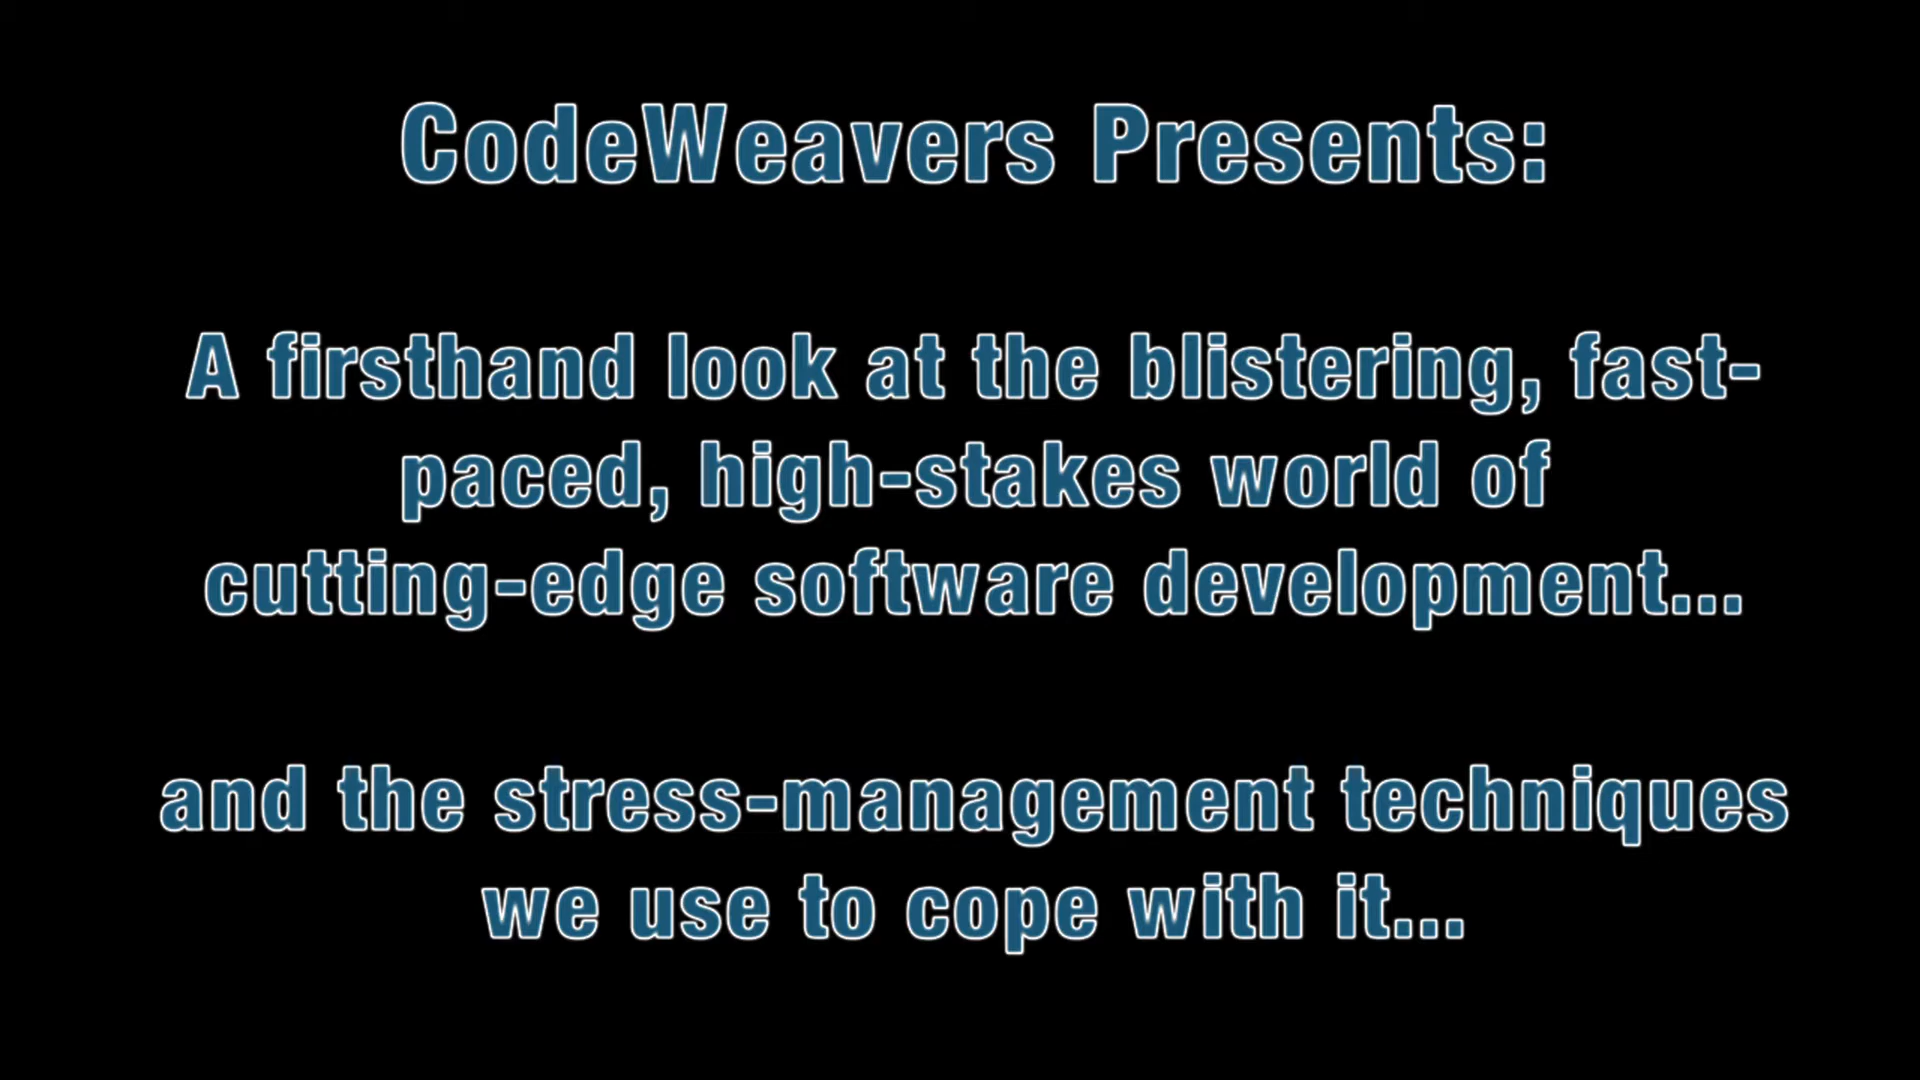 CodeWeavers Presents:
A firsthand look at the blistering, fast-
paced, high-stakes world of
cutting-edge software development...
and the stress-management techniques
we use to cope with it...